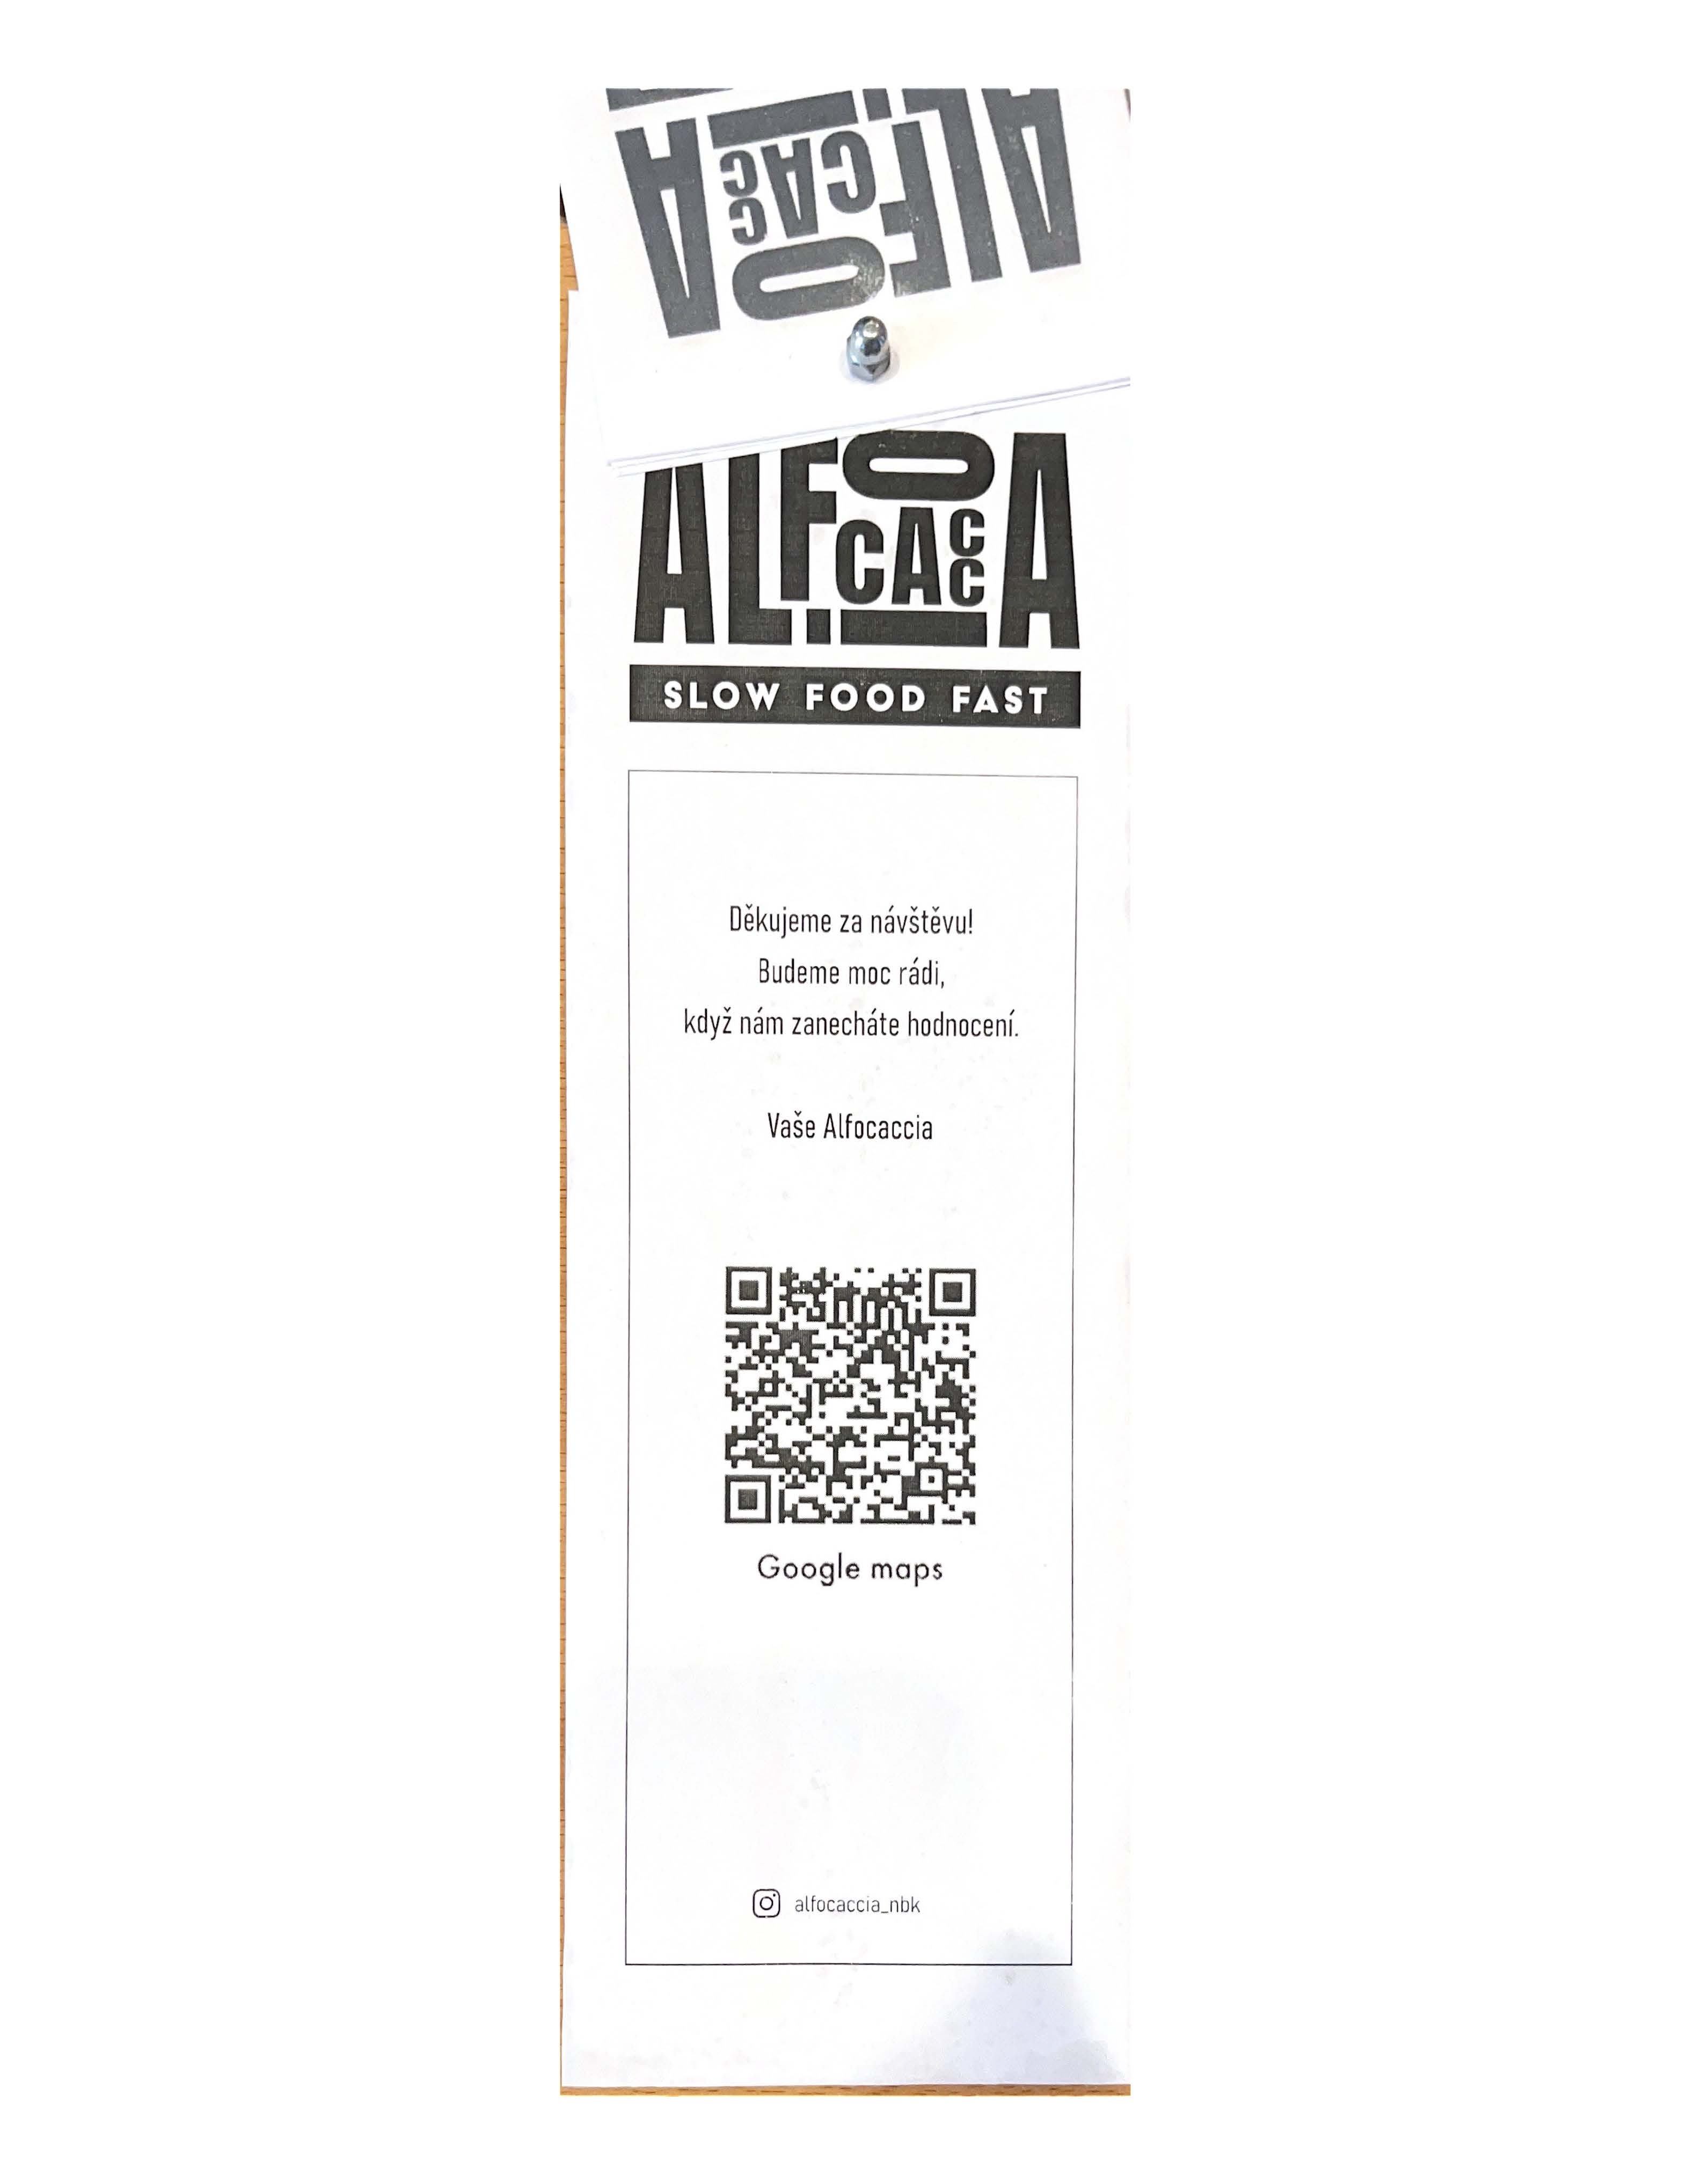 ALFOCACCIA
ALFOCACCIA
SLOW FOOD FAST
Děkujeme za návštěvu!
Budeme moc rádi,
když nám zanecháte hodnocení.
Vaše Alfocaccia
Google maps
alfocaccia_nbk